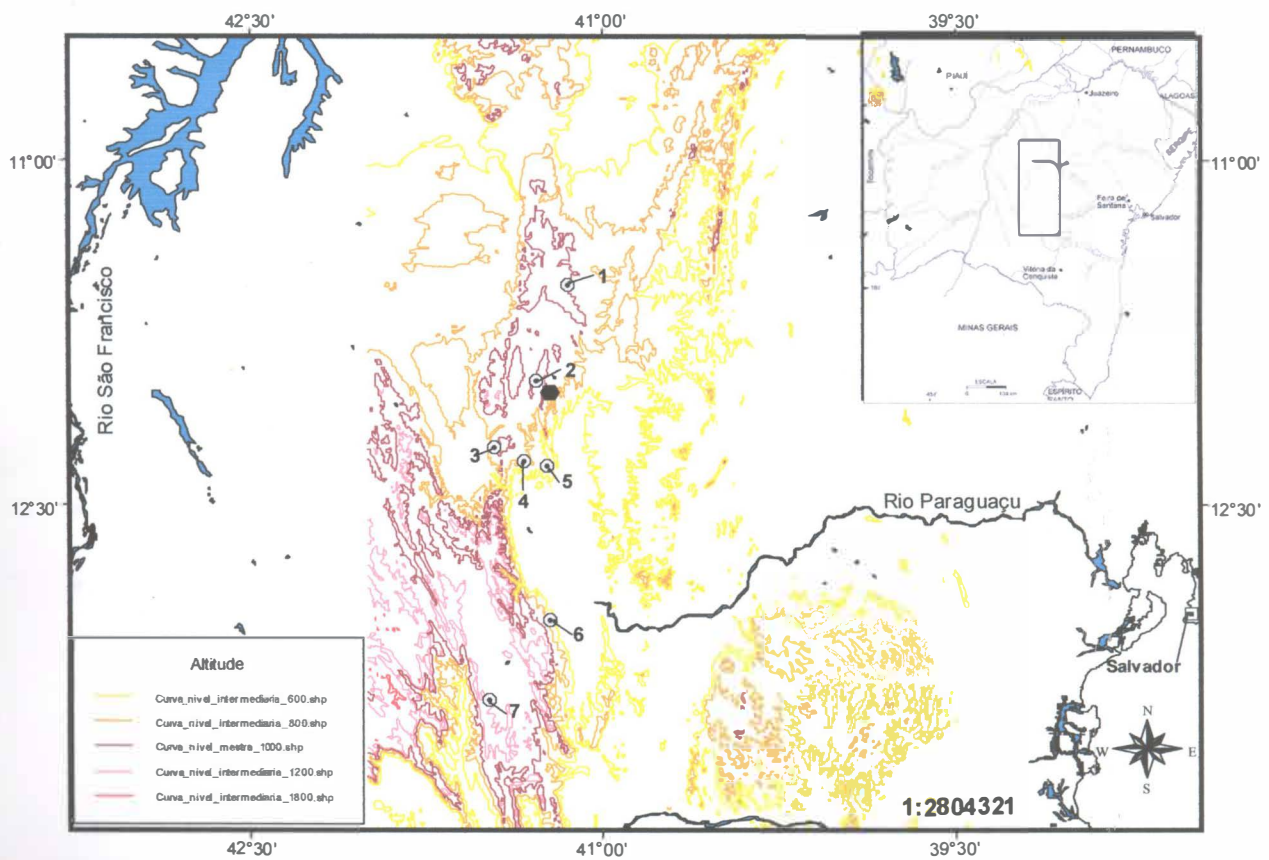 42°30'
41°00'
39°30'
PERNAMBUCO
PIAUÍ
Juazeiro
ALAGOAS
11°00'
11°00'
Feira de
Santana
Salvador
Vitória da
Conquista
MINAS GERAIS
ESCALA
0
ESPÍRITO
SANTO
Rio São Francisco
1
2
3
4
5
6
7
12°30'
12°30'
Rio Paraguaçu
Salvador
Altitude
Curva_nivel_intermediaria_600.shp
Curva_nivel_intermediaria_800.shp
Curva_nivel_mestra_1000.shp
Curva_nivel_intermediaria_1200.shp
Curva_nivel_intermediaria_1800.shp
N
W
E
S
1:2804321
42°30'
41°00'
39°30'